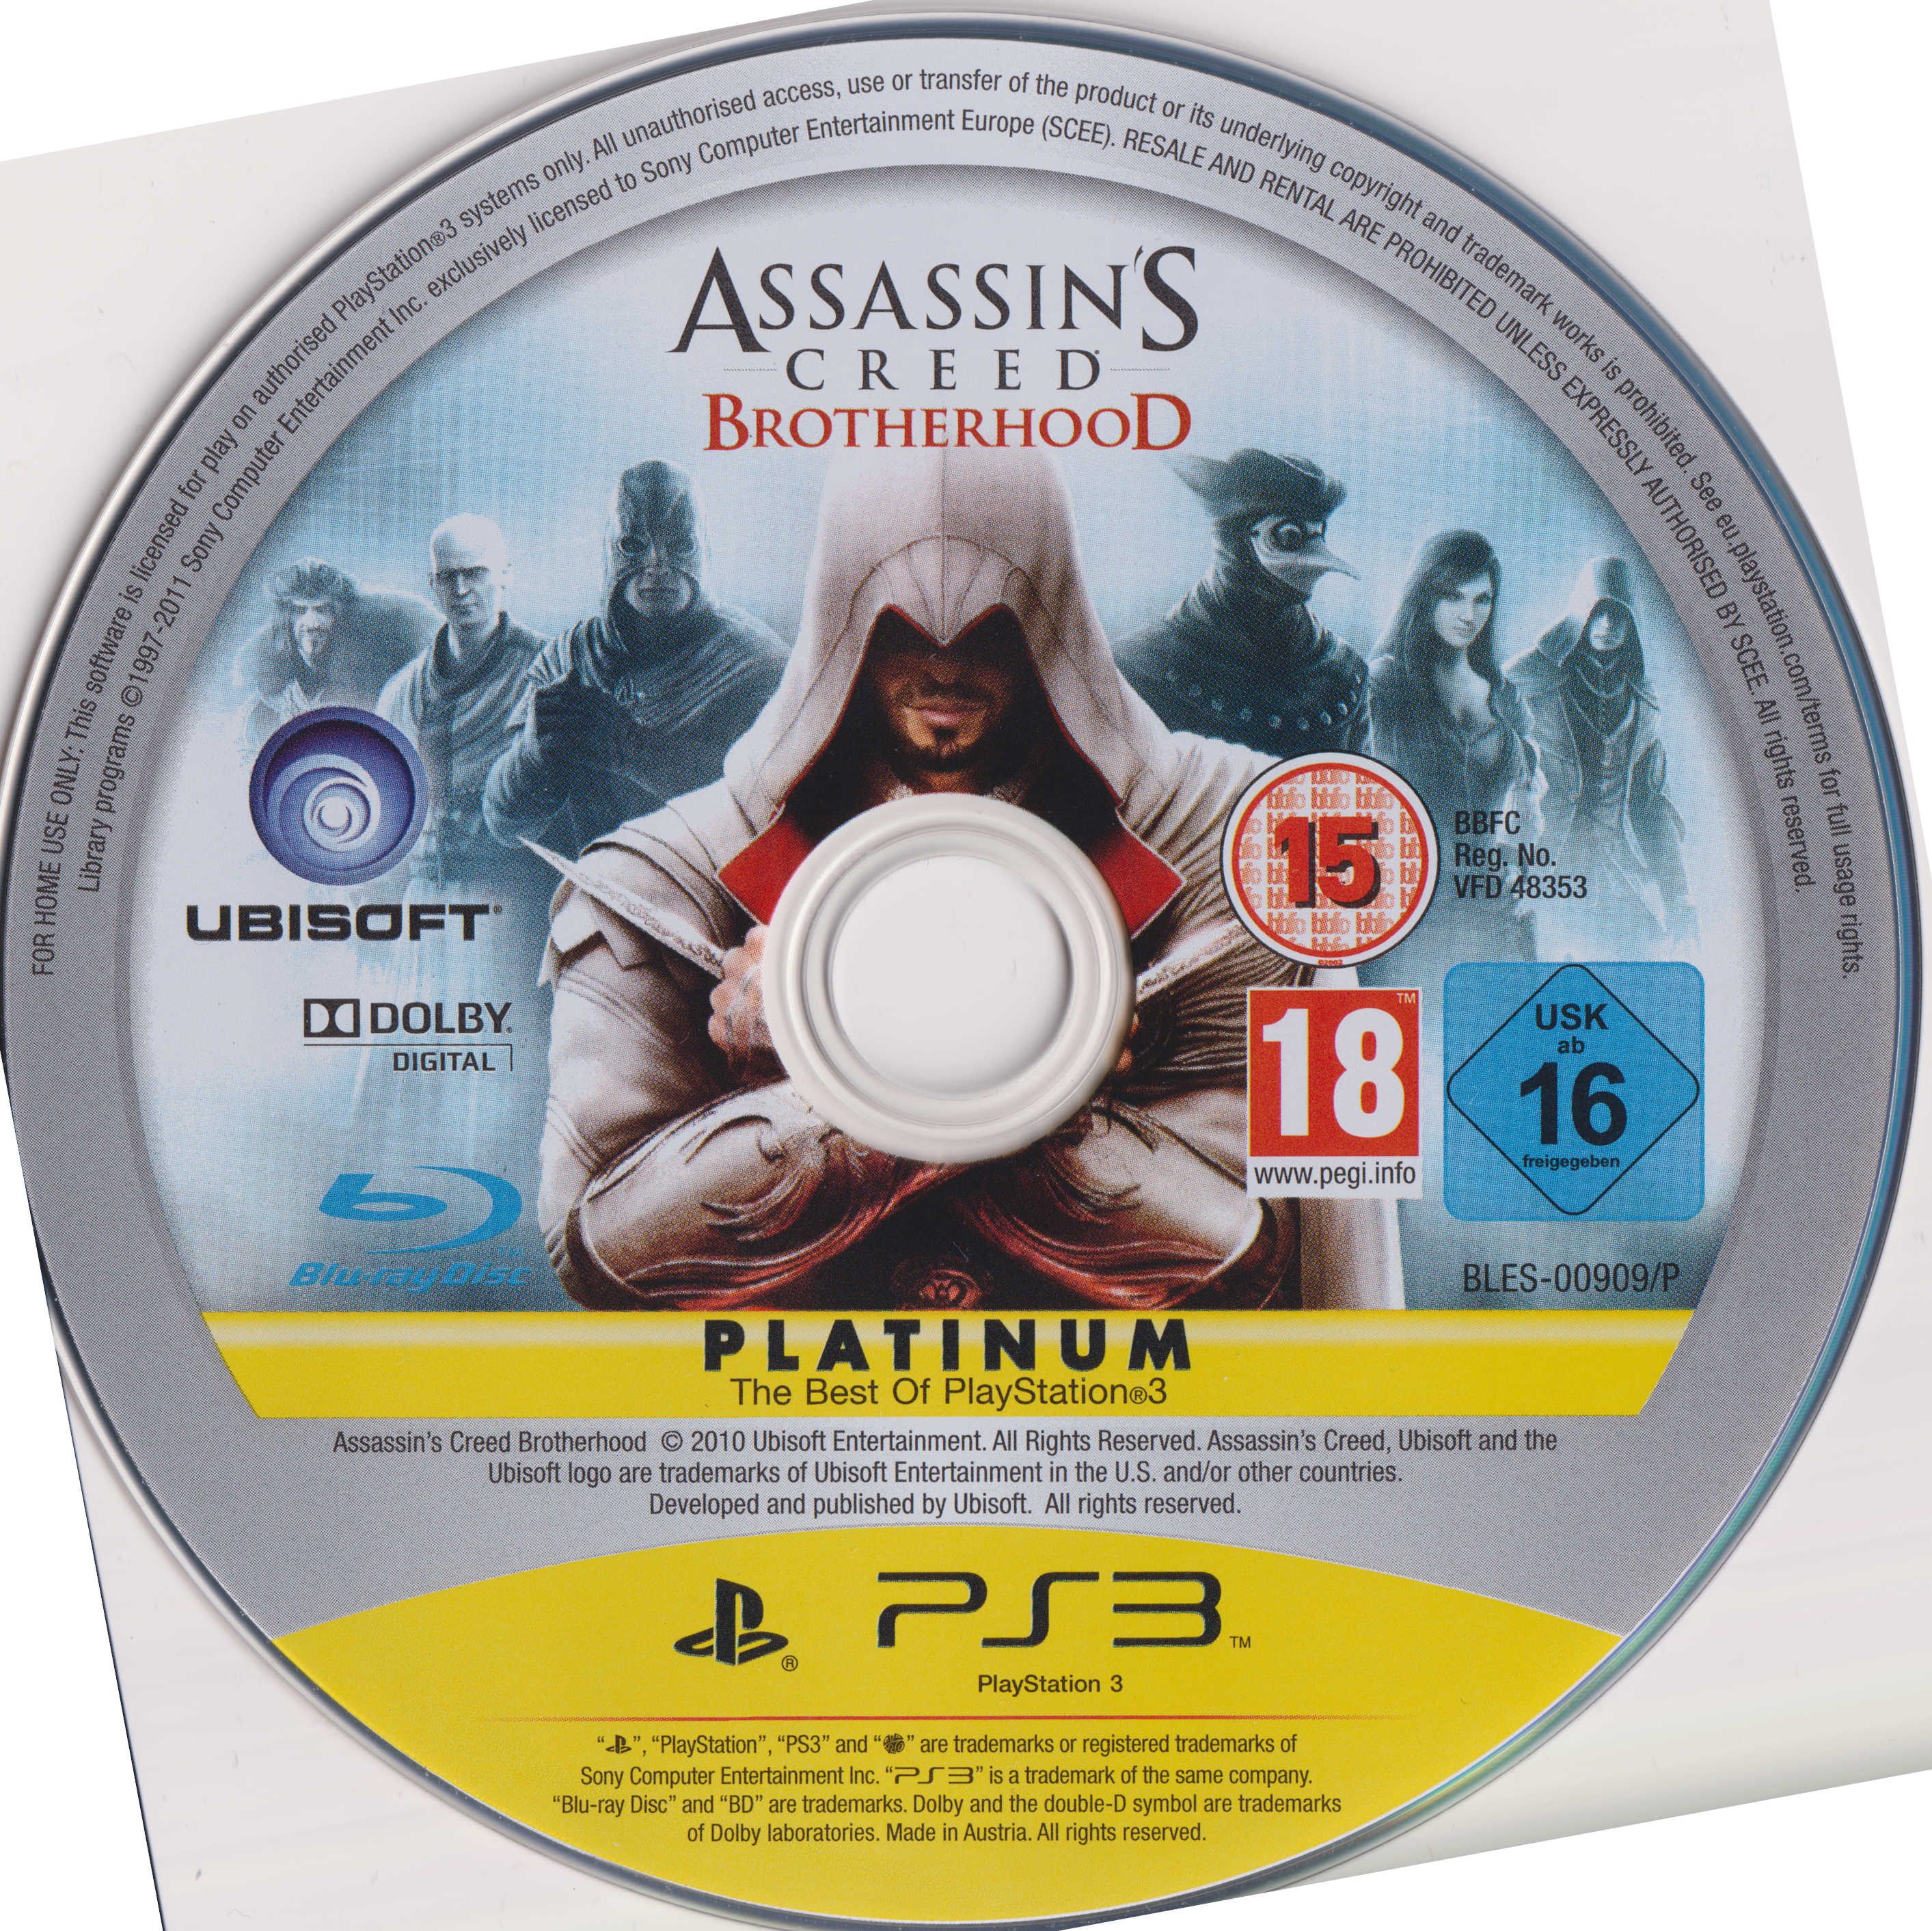 FOR HOME USE ONLY: This software is licensed for play on authorised PlayStation®3 systems only. All unauthorised access, use or transfer of the product or its underlying copyright and trademark works is prohibited. See eu.playstation.com/terms for full usage rights.
Library programs ©1997-2011 Sony Computer Entertainment Inc. exclusively licensed to Sony Computer Entertainment Europe (SCEE). RESALE AND RENTAL ARE PROHIBITED UNLESS EXPRESSLY AUTHORISED BY SCEE. All rights reserved.
ASSASSIN'S
CREED
BROTHERHOOD
UBISOFT
DOLBY
DIGITAL
Blu-ray Disc™
15
©2002
BBFC
Reg. No.
VFD 48353
18™
www.pegi.info
USK
ab
16
freigegeben
BLES-00909/P
PLATINUM
The Best Of PlayStation®3
Assassin's Creed Brotherhood © 2010 Ubisoft Entertainment. All Rights Reserved. Assassin's Creed, Ubisoft and the
Ubisoft logo are trademarks of Ubisoft Entertainment in the U.S. and/or other countries.
Developed and published by Ubisoft. All rights reserved.
® PS3™
PlayStation 3
“ ”, “PlayStation”, “PS3” and “ ” are trademarks or registered trademarks of
Sony Computer Entertainment Inc. “PS3” is a trademark of the same company.
“Blu-ray Disc” and “BD” are trademarks. Dolby and the double-D symbol are trademarks
of Dolby laboratories. Made in Austria. All rights reserved.